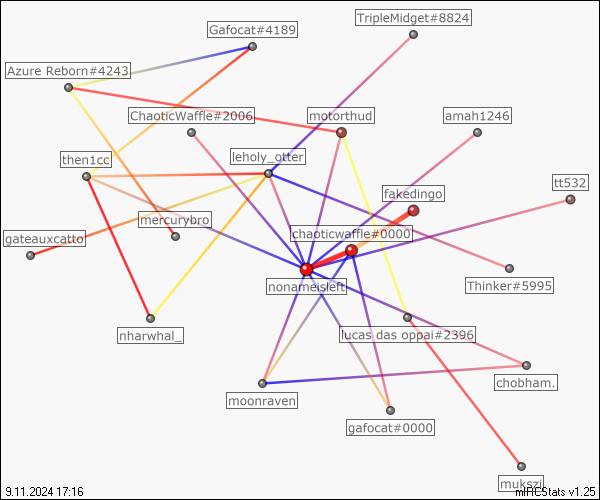 TripleMidget#8824
Gafocat#4189
Azure Reborn#4243
ChaoticWaffle#2006
motorthud
amah1246
then1cc
leholy_otter
fakedingo
tt532
mercurybro
chaoticwaffle#0000
gateauxcatto
nonameisleft
Thinker#5995
nharwhal_
lucas das oppai#2396
chobham.
moonraven
gafocat#0000
mukszi
9.11.2024 17:16
mIRCStats v1.25